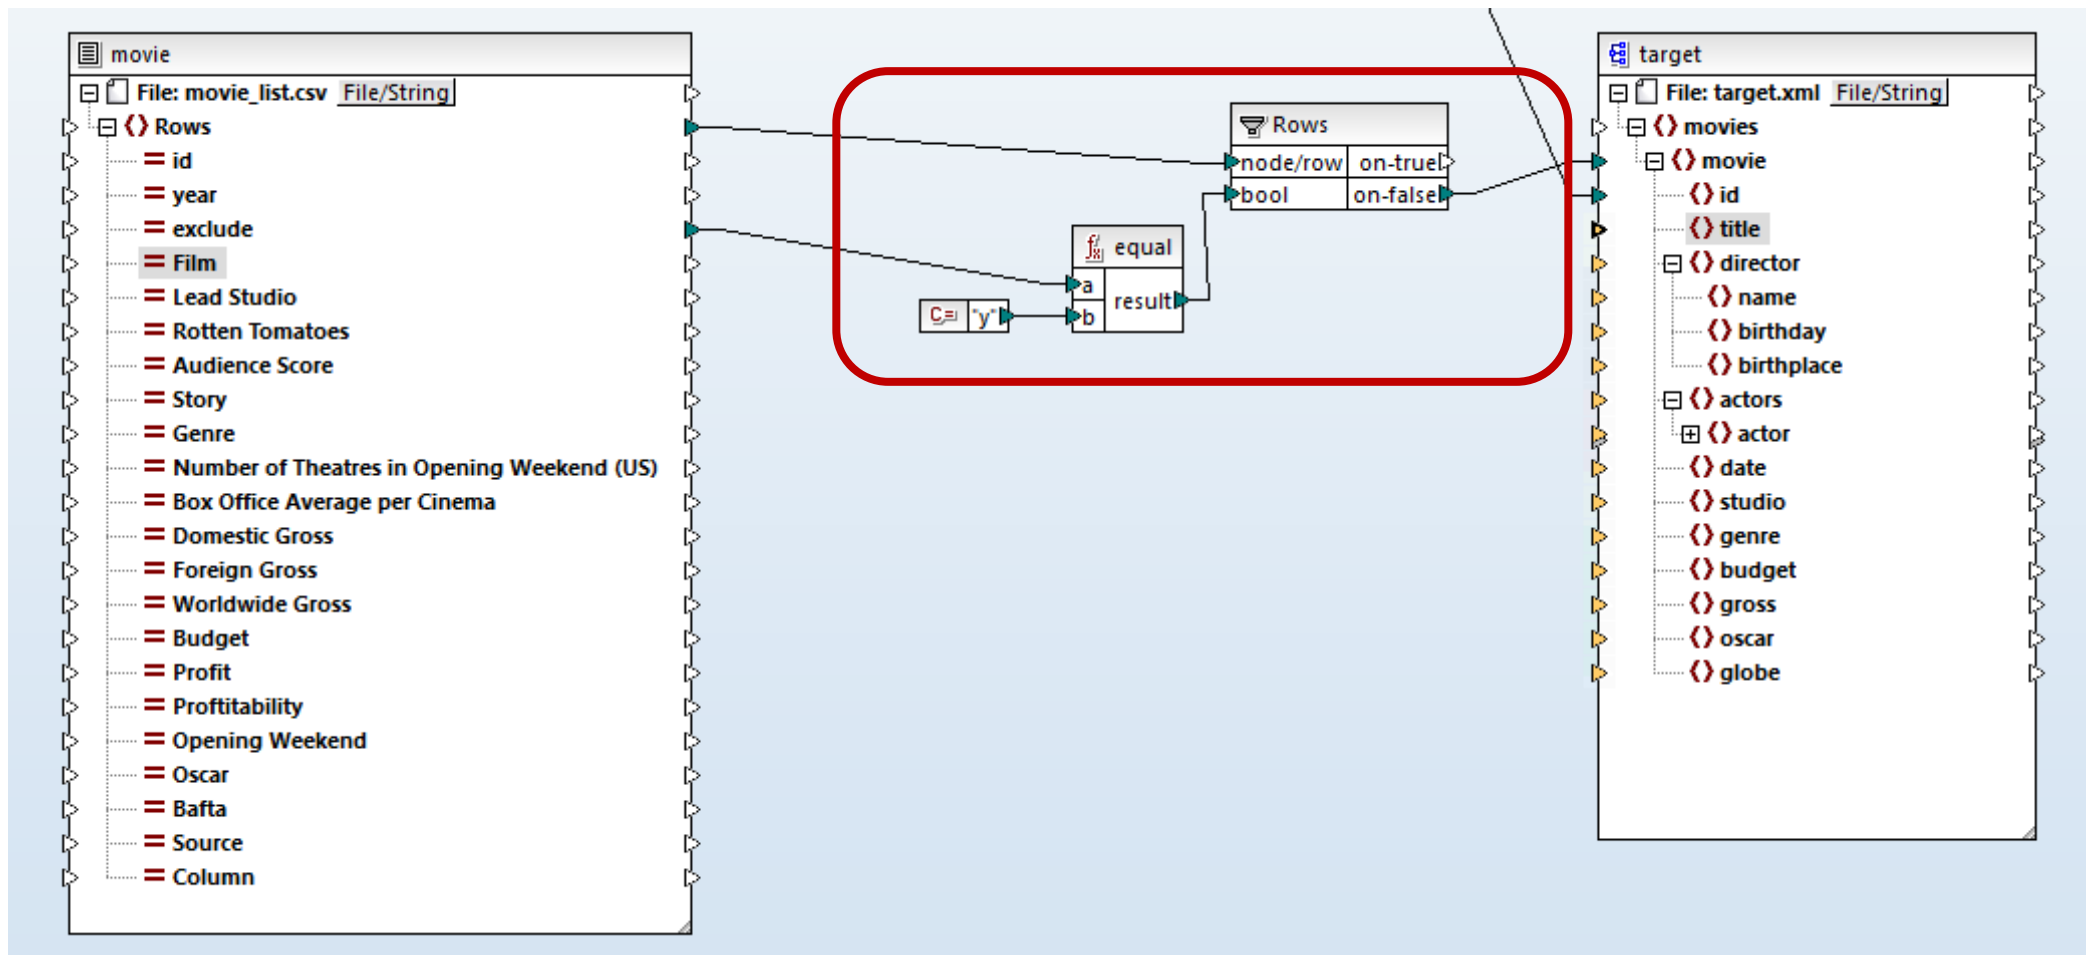 movie
File: movie_list.csv File/String
Rows
id
year
exclude
Film
Lead Studio
Rotten Tomatoes
Audience Score
Story
Genre
Number of Theatres in Opening Weekend (US)
Box Office Average per Cinema
Domestic Gross
Foreign Gross
Worldwide Gross
Budget
Profit
Proftitability
Opening Weekend
Oscar
Bafta
Source
Column
Rows
node/row on-true
bool on-false
equal
a
b
result
C= "y"
target
File: target.xml File/String
movies
movie
id
title
director
name
birthday
birthplace
actors
actor
date
studio
genre
budget
gross
oscar
globe